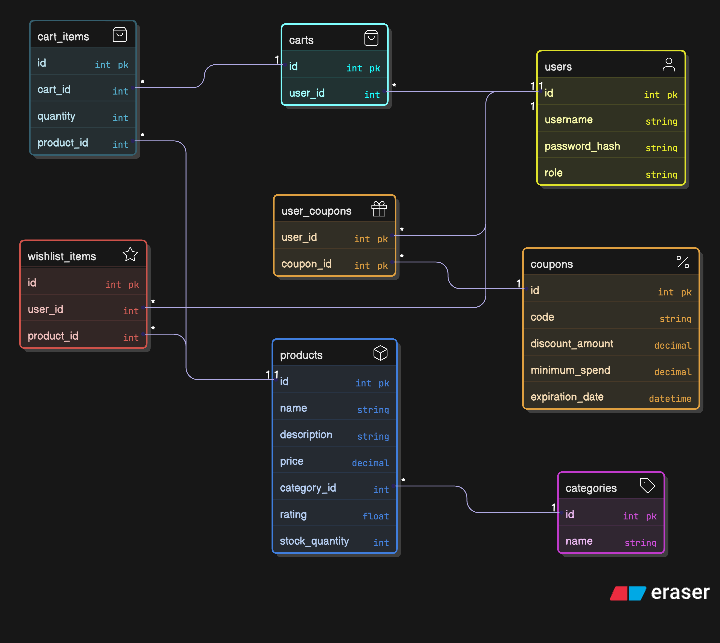 cart_items
id int pk
cart_id int
quantity int
product_id int
*
*
carts
id int pk
user_id int
1
*
users
id int pk
username string
password_hash string
role string
1 1
1
user_coupons
user_id int pk
coupon_id int pk
*
*
wishlist_items
id int pk
user_id int
product_id int
*
*
coupons
id int pk
code string
discount_amount decimal
minimum_spend decimal
expiration_date datetime
1
products
id int pk
name string
description string
price decimal
category_id int
rating float
stock_quantity int
1 1
*
categories
id int pk
name string
1
eraser